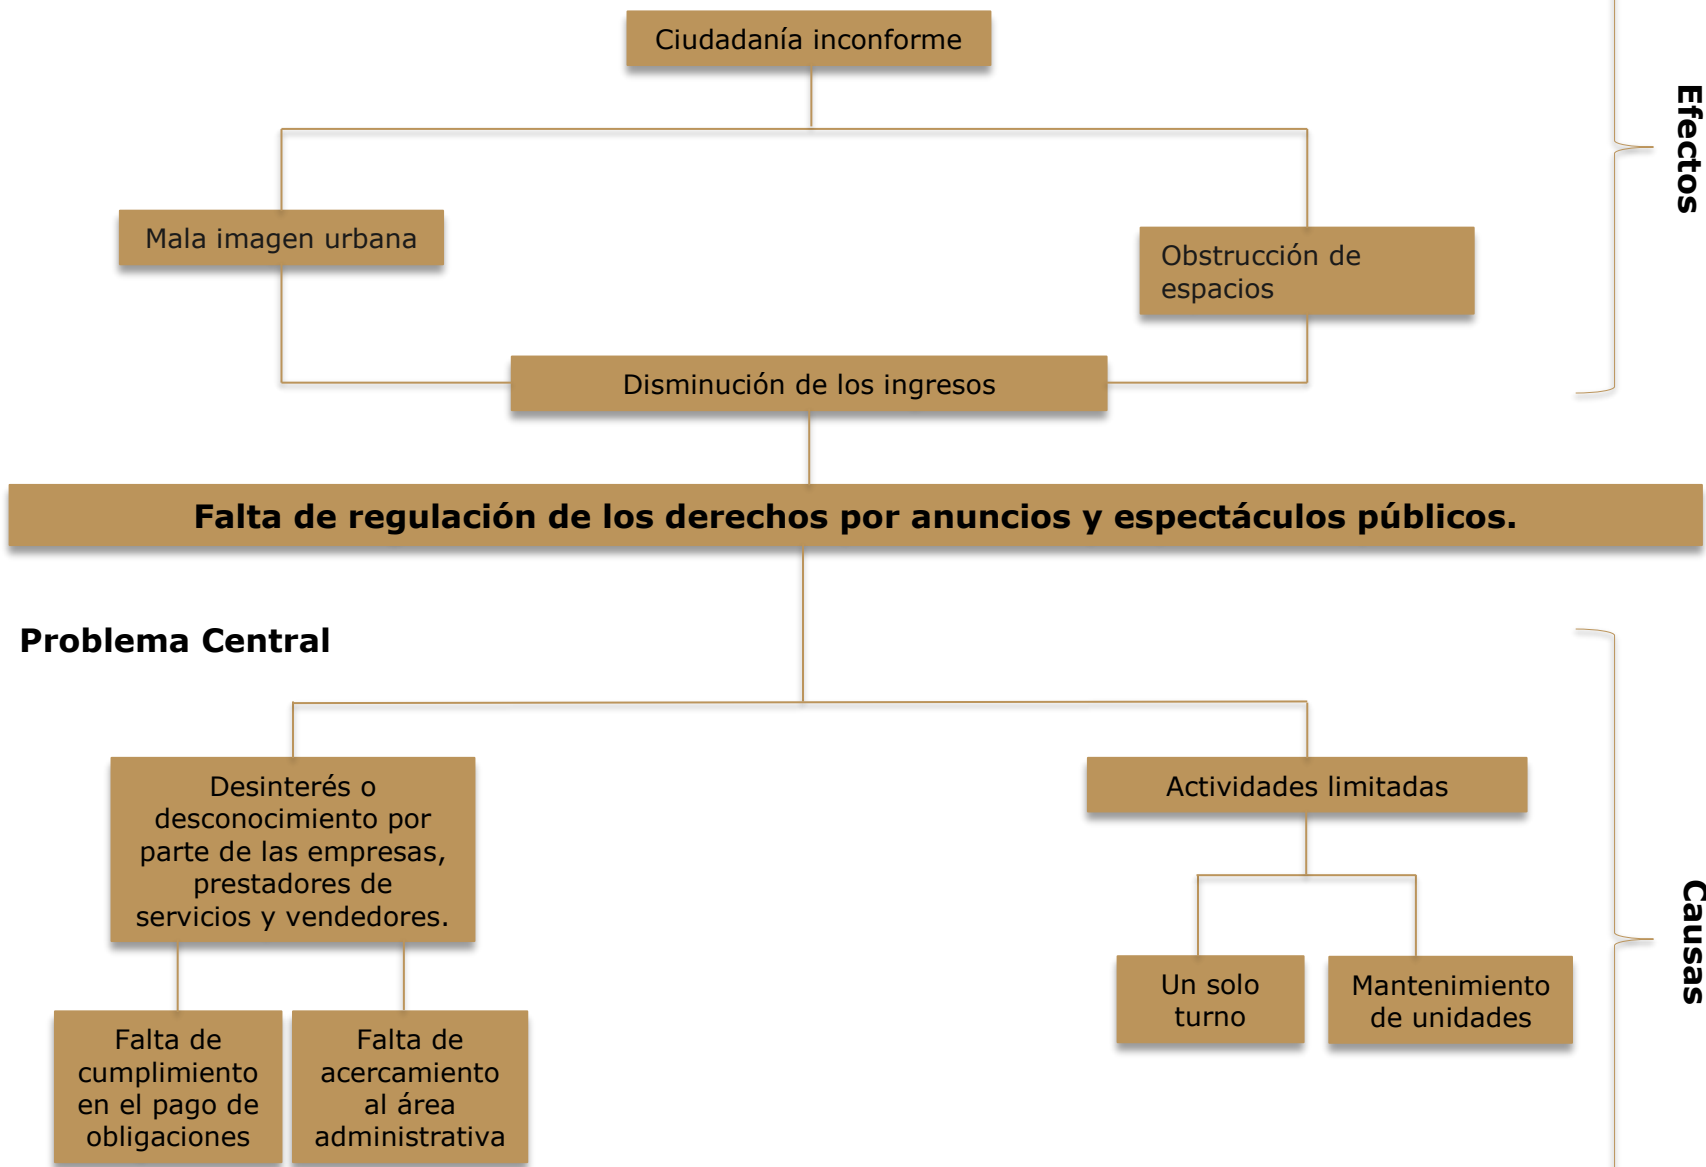 Ciudadanía inconforme
Efectos
Mala imagen urbana
Obstrucción de
espacios
Disminución de los ingresos
Falta de regulación de los derechos por anuncios y espectáculos públicos.
Problema Central
Desinterés o
desconocimiento por
parte de las empresas,
prestadores de
servicios y vendedores.
Actividades limitadas
Causas
Un solo
turno
Mantenimiento
de unidades
Falta de
cumplimiento
en el pago de
obligaciones
Falta de
acercamiento
al área
administrativa